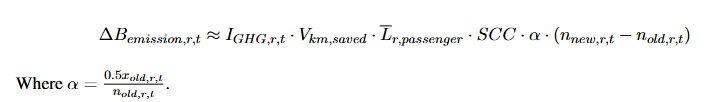 ΔB_{emission,r,t} ≈ I_{GHG,r,t} · V_{km,saved} · L̅_{r,passenger} · SCC · α · (n_{new,r,t} − n_{old,r,t})
Where α = \frac{0.5x_{old,r,t}}{n_{old,r,t}}.